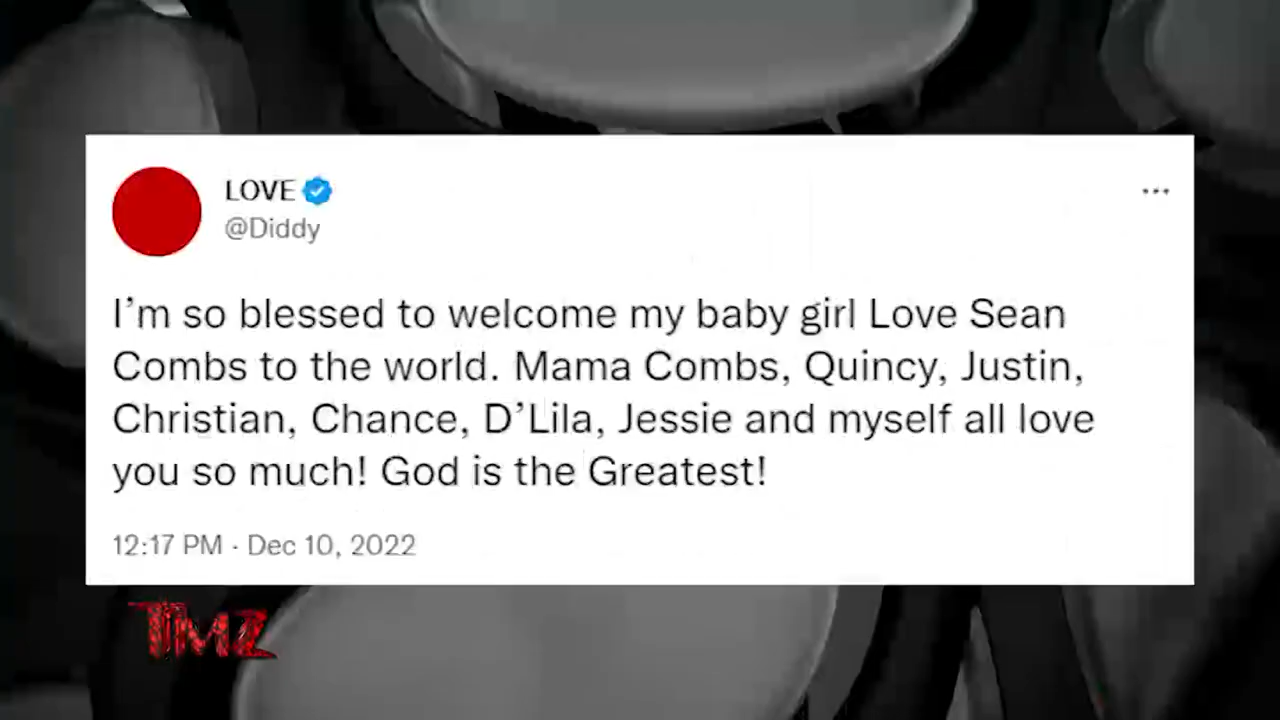 LOVE
@Diddy
I’m so blessed to welcome my baby girl Love Sean
Combs to the world. Mama Combs, Quincy, Justin,
Christian, Chance, D’Lila, Jessie and myself all love
you so much! God is the Greatest!
12:17 PM · Dec 10, 2022
TMZ